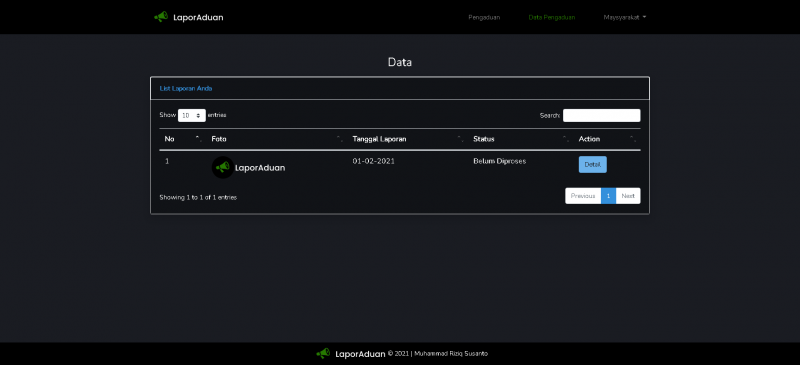 LaporAduan Pengaduan Data Pengaduan Maysyarakat
Data
List Laporan Anda
Show 10 entries Search:
No Foto Tanggal Laporan Status Action
1 LaporAduan 01-02-2021 Belum Diproses Detail
Showing 1 to 1 of 1 entries Previous 1 Next
LaporAduan © 2021 | Muhammad Riziq Susanto